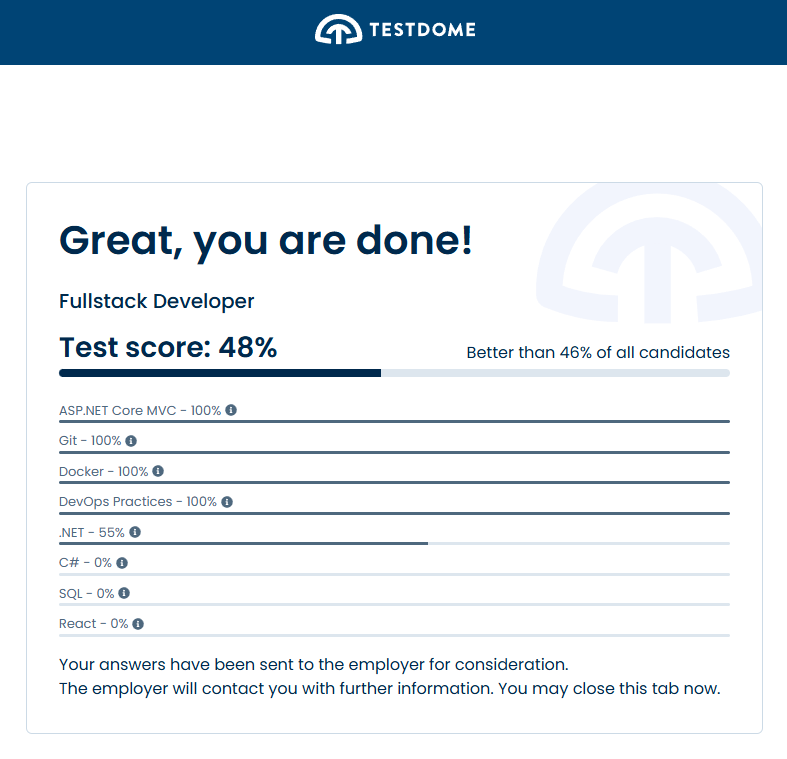 TESTDOME
Great, you are done!
Fullstack Developer
Test score: 48%
Better than 46% of all candidates
ASP.NET Core MVC - 100%
Git - 100%
Docker - 100%
DevOps Practices - 100%
.NET - 55%
C# - 0%
SQL - 0%
React - 0%
Your answers have been sent to the employer for consideration.
The employer will contact you with further information. You may close this tab now.